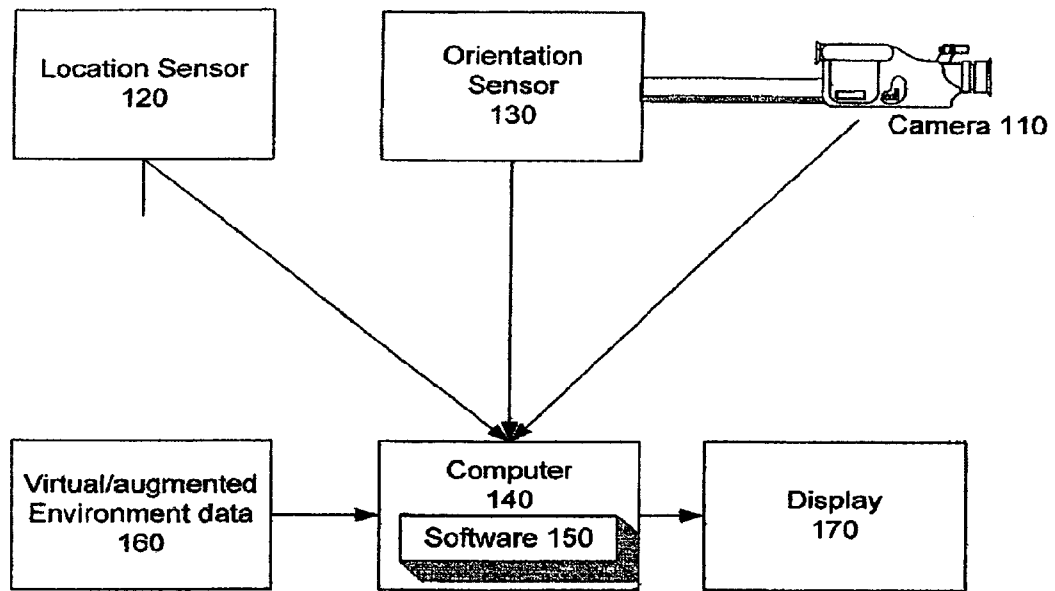 Location Sensor
120
Orientation
Sensor
130
Camera 110
Virtual/augmented
Environment data
160
Computer
140
Software 150
Display
170